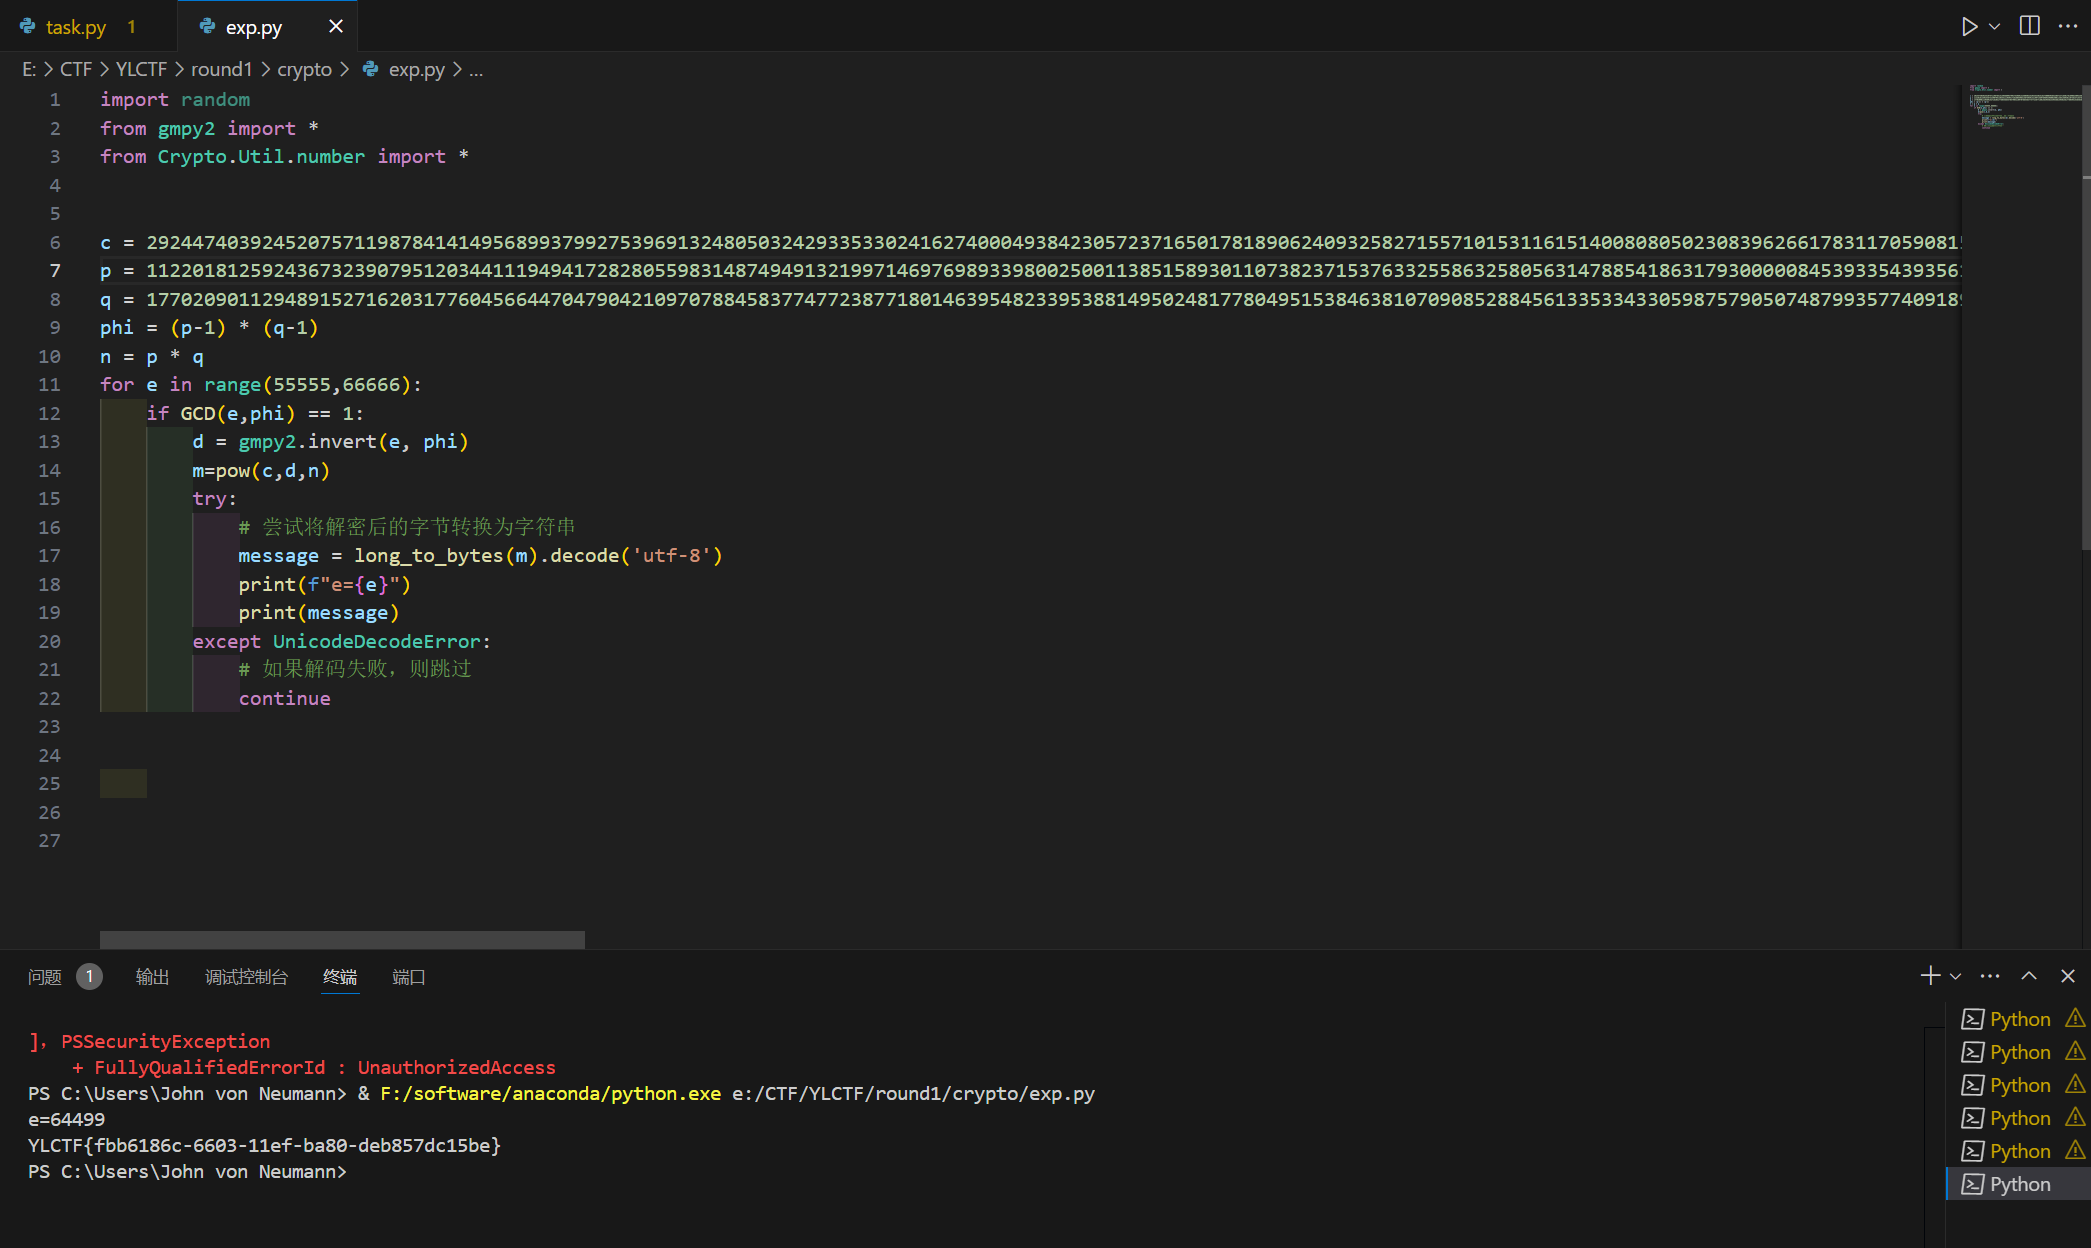 task.py 1 exp.py
E: > CTF > YLCTF > round1 > crypto > exp.py > ...
1 import random
2 from gmpy2 import *
3 from Crypto.Util.number import *
4
5
6 c = 
7 p = 
8 q = 
9 phi = (p-1) * (q-1)
10 n = p * q
11 for e in range(55555,66666):
12 if GCD(e,phi) == 1:
13 d = gmpy2.invert(e, phi)
14 m=pow(c,d,n)
15 try:
16 # 尝试将解密后的字节转换为字符串
17 message = long_to_bytes(m).decode('utf-8')
18 print(f"e={e}")
19 print(message)
20 except UnicodeDecodeError:
21 # 如果解码失败，则跳过
22 continue
23
24
25
26
27
问题 1 输出 调试控制台 终端 端口
], PSSecurityException
+ FullyQualifiedErrorId : UnauthorizedAccess
PS C:\Users\John von Neumann> & F:/software/anaconda/python.exe e:/CTF/YLCTF/round1/crypto/exp.py
e=64499
YLCTF{fbb6186c-6603-11ef-ba80-deb857dc15be}
PS C:\Users\John von Neumann>
Python
Python
Python
Python
Python
Python